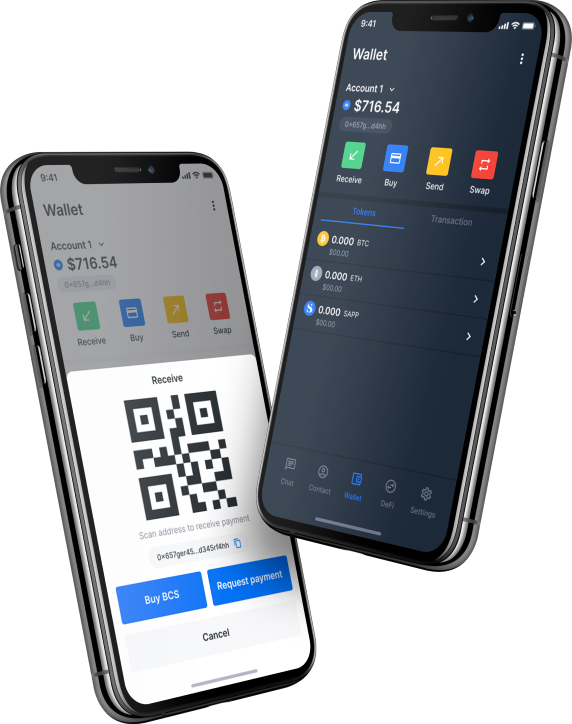 9:41
Wallet
Account 1
$716.54
0×657g...d4hh
Receive
Buy
Send
Swap
Receive
Scan address to receive payment
0×657ger45...d345rf4hh
Buy BCS
Request payment
Cancel
9:41
Wallet
Account 1
$716.54
0×657g...d4hh
Receive
Buy
Send
Swap
Tokens
Transaction
0.000 BTC
$00.00
0.000 ETH
$00.00
0.000 SAPP
$00.00
Chat
Contact
Wallet
DeFi
Settings